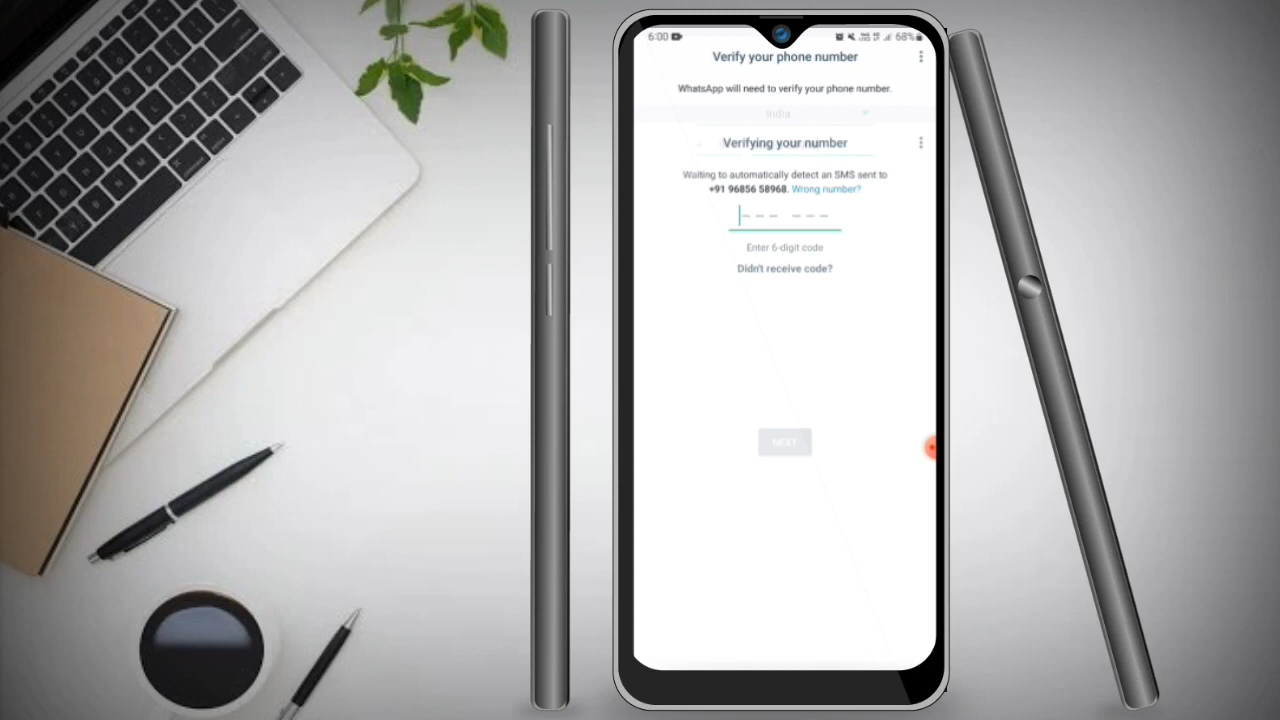 6:00 68%
Verify your phone number
WhatsApp will need to verify your phone number.
India
Verifying your number
Waiting to automatically detect an SMS sent to
+91 96856 58968. Wrong number?
Enter 6-digit code
Didn't receive code?
NEXT